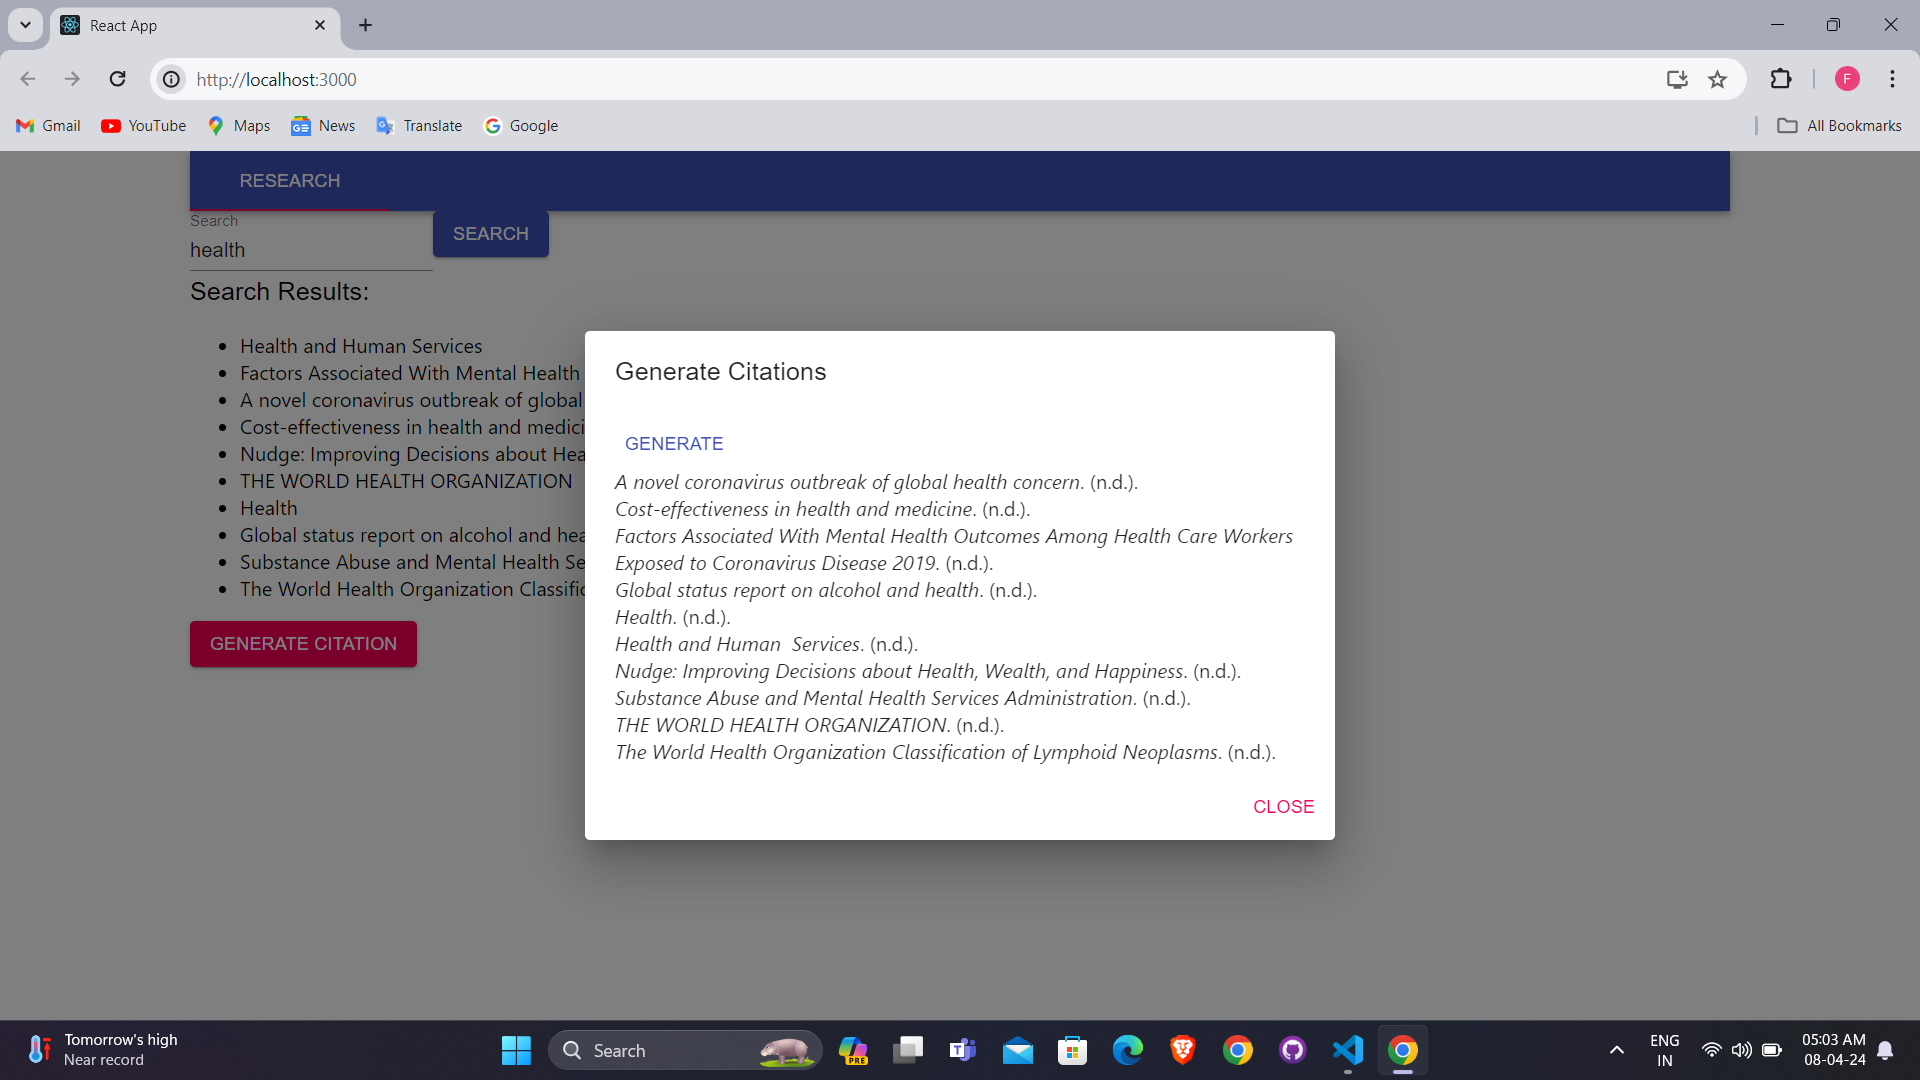 React App
http://localhost:3000
F
Gmail YouTube Maps News Translate Google All Bookmarks
RESEARCH
Search
health
SEARCH
Search Results:
Health and Human Services
Factors Associated With Mental Health
A novel coronavirus outbreak of global
Cost-effectiveness in health and medici
Nudge: Improving Decisions about Hea
THE WORLD HEALTH ORGANIZATION
Health
Global status report on alcohol and hea
Substance Abuse and Mental Health Se
The World Health Organization Classific
GENERATE CITATION
Generate Citations
GENERATE
A novel coronavirus outbreak of global health concern. (n.d.).
Cost-effectiveness in health and medicine. (n.d.).
Factors Associated With Mental Health Outcomes Among Health Care Workers
Exposed to Coronavirus Disease 2019. (n.d.).
Global status report on alcohol and health. (n.d.).
Health. (n.d.).
Health and Human  Services. (n.d.).
Nudge: Improving Decisions about Health, Wealth, and Happiness. (n.d.).
Substance Abuse and Mental Health Services Administration. (n.d.).
THE WORLD HEALTH ORGANIZATION. (n.d.).
The World Health Organization Classification of Lymphoid Neoplasms. (n.d.).
CLOSE
Tomorrow's high
Near record
Search
PRE
ENG
IN
05:03 AM
08-04-24